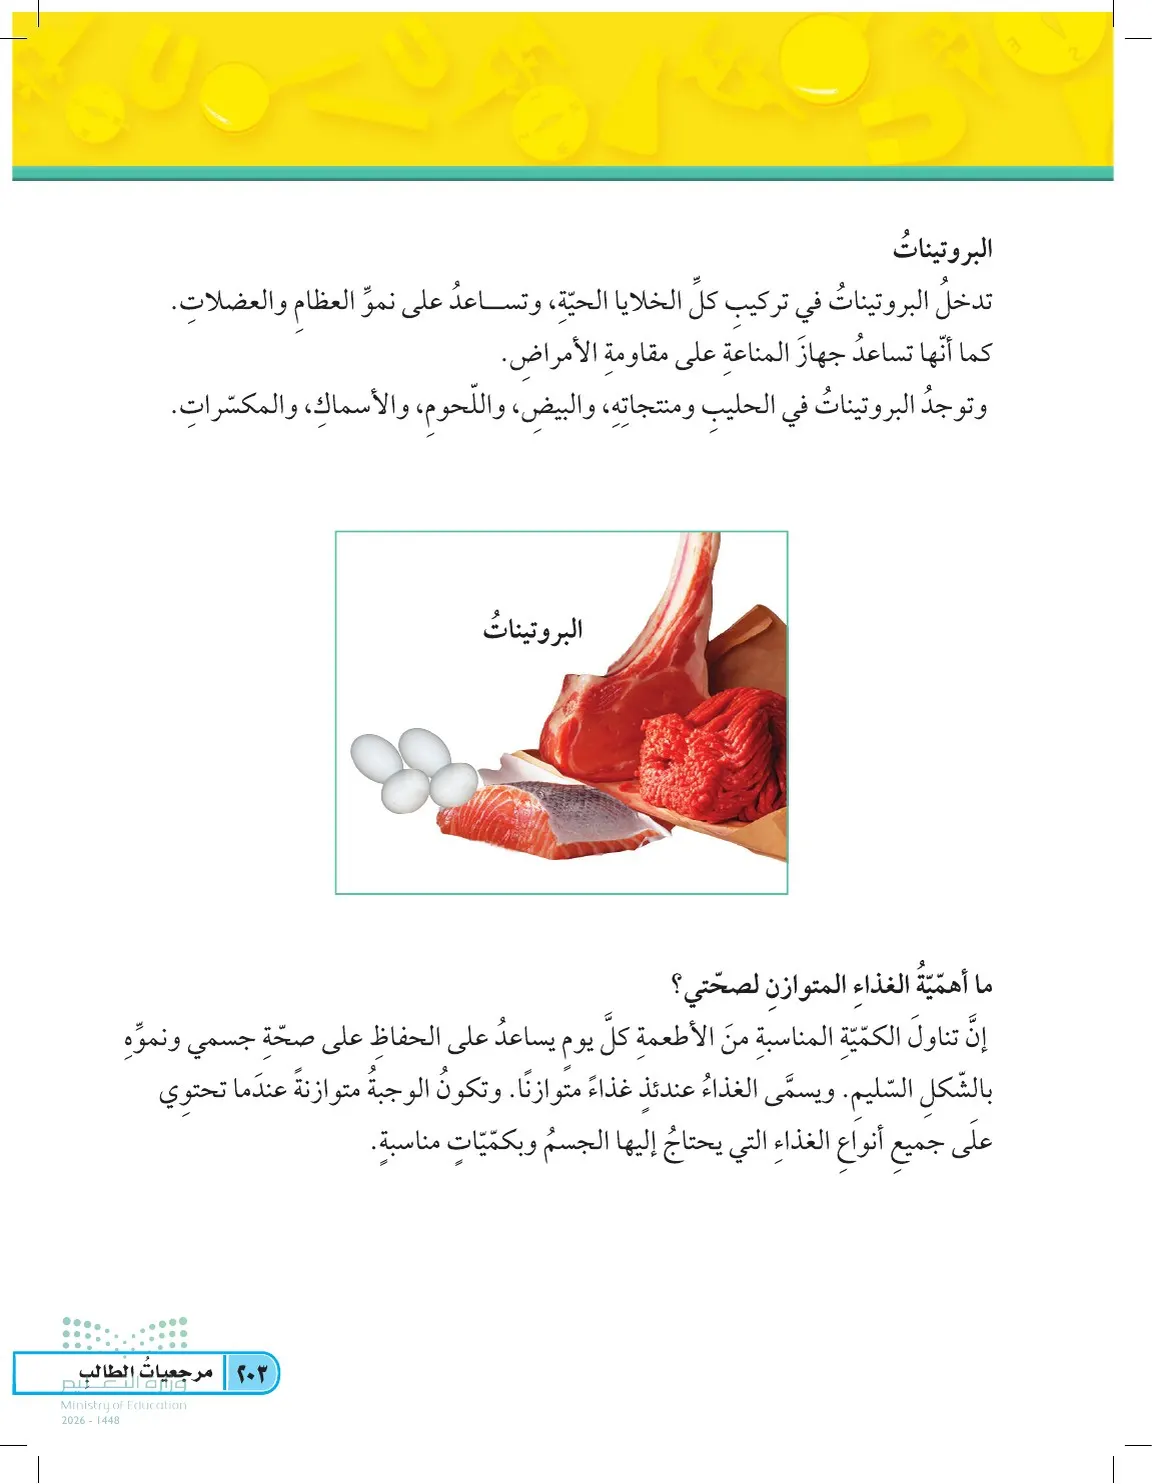 البروتيناتُ
تدخلُ البروتيناتُ في تركيبِ كلِّ الخلايا الحيّةِ، وتســاعدُ على نموِّ العظامِ والعضلاتِ.
كما أنّها تساعدُ جهازَ المناعةِ على مقاومةِ الأمراضِ.
وتوجدُ البروتيناتُ في الحليبِ ومنتجاتِهِ، والبيضِ، واللّحومِ، والأسماكِ، والمكسّراتِ.
البروتيناتُ
ما أهمّيّةُ الغذاءِ المتوازنِ لصحّتي؟
إنَّ تناولَ الكمّيّةِ المناسبةِ منَ الأطعمةِ كلَّ يومٍ يساعدُ على الحفاظِ على صحّةِ جسمي ونموِّهِ
بالشّكلِ السّليمِ. ويسمَّى الغذاءُ عندئذٍ غذاءً متوازنًا. وتكونُ الوجبةُ متوازنةً عندَما تحتوِي
علَى جميعِ أنواعِ الغذاءِ التي يحتاجُ إليها الجسمُ وبكمّيّاتٍ مناسبةٍ.
٢٠٣ مرجعياتُ الطالبِ
وزارة التعليم
Ministry of Education
2026 - 1448